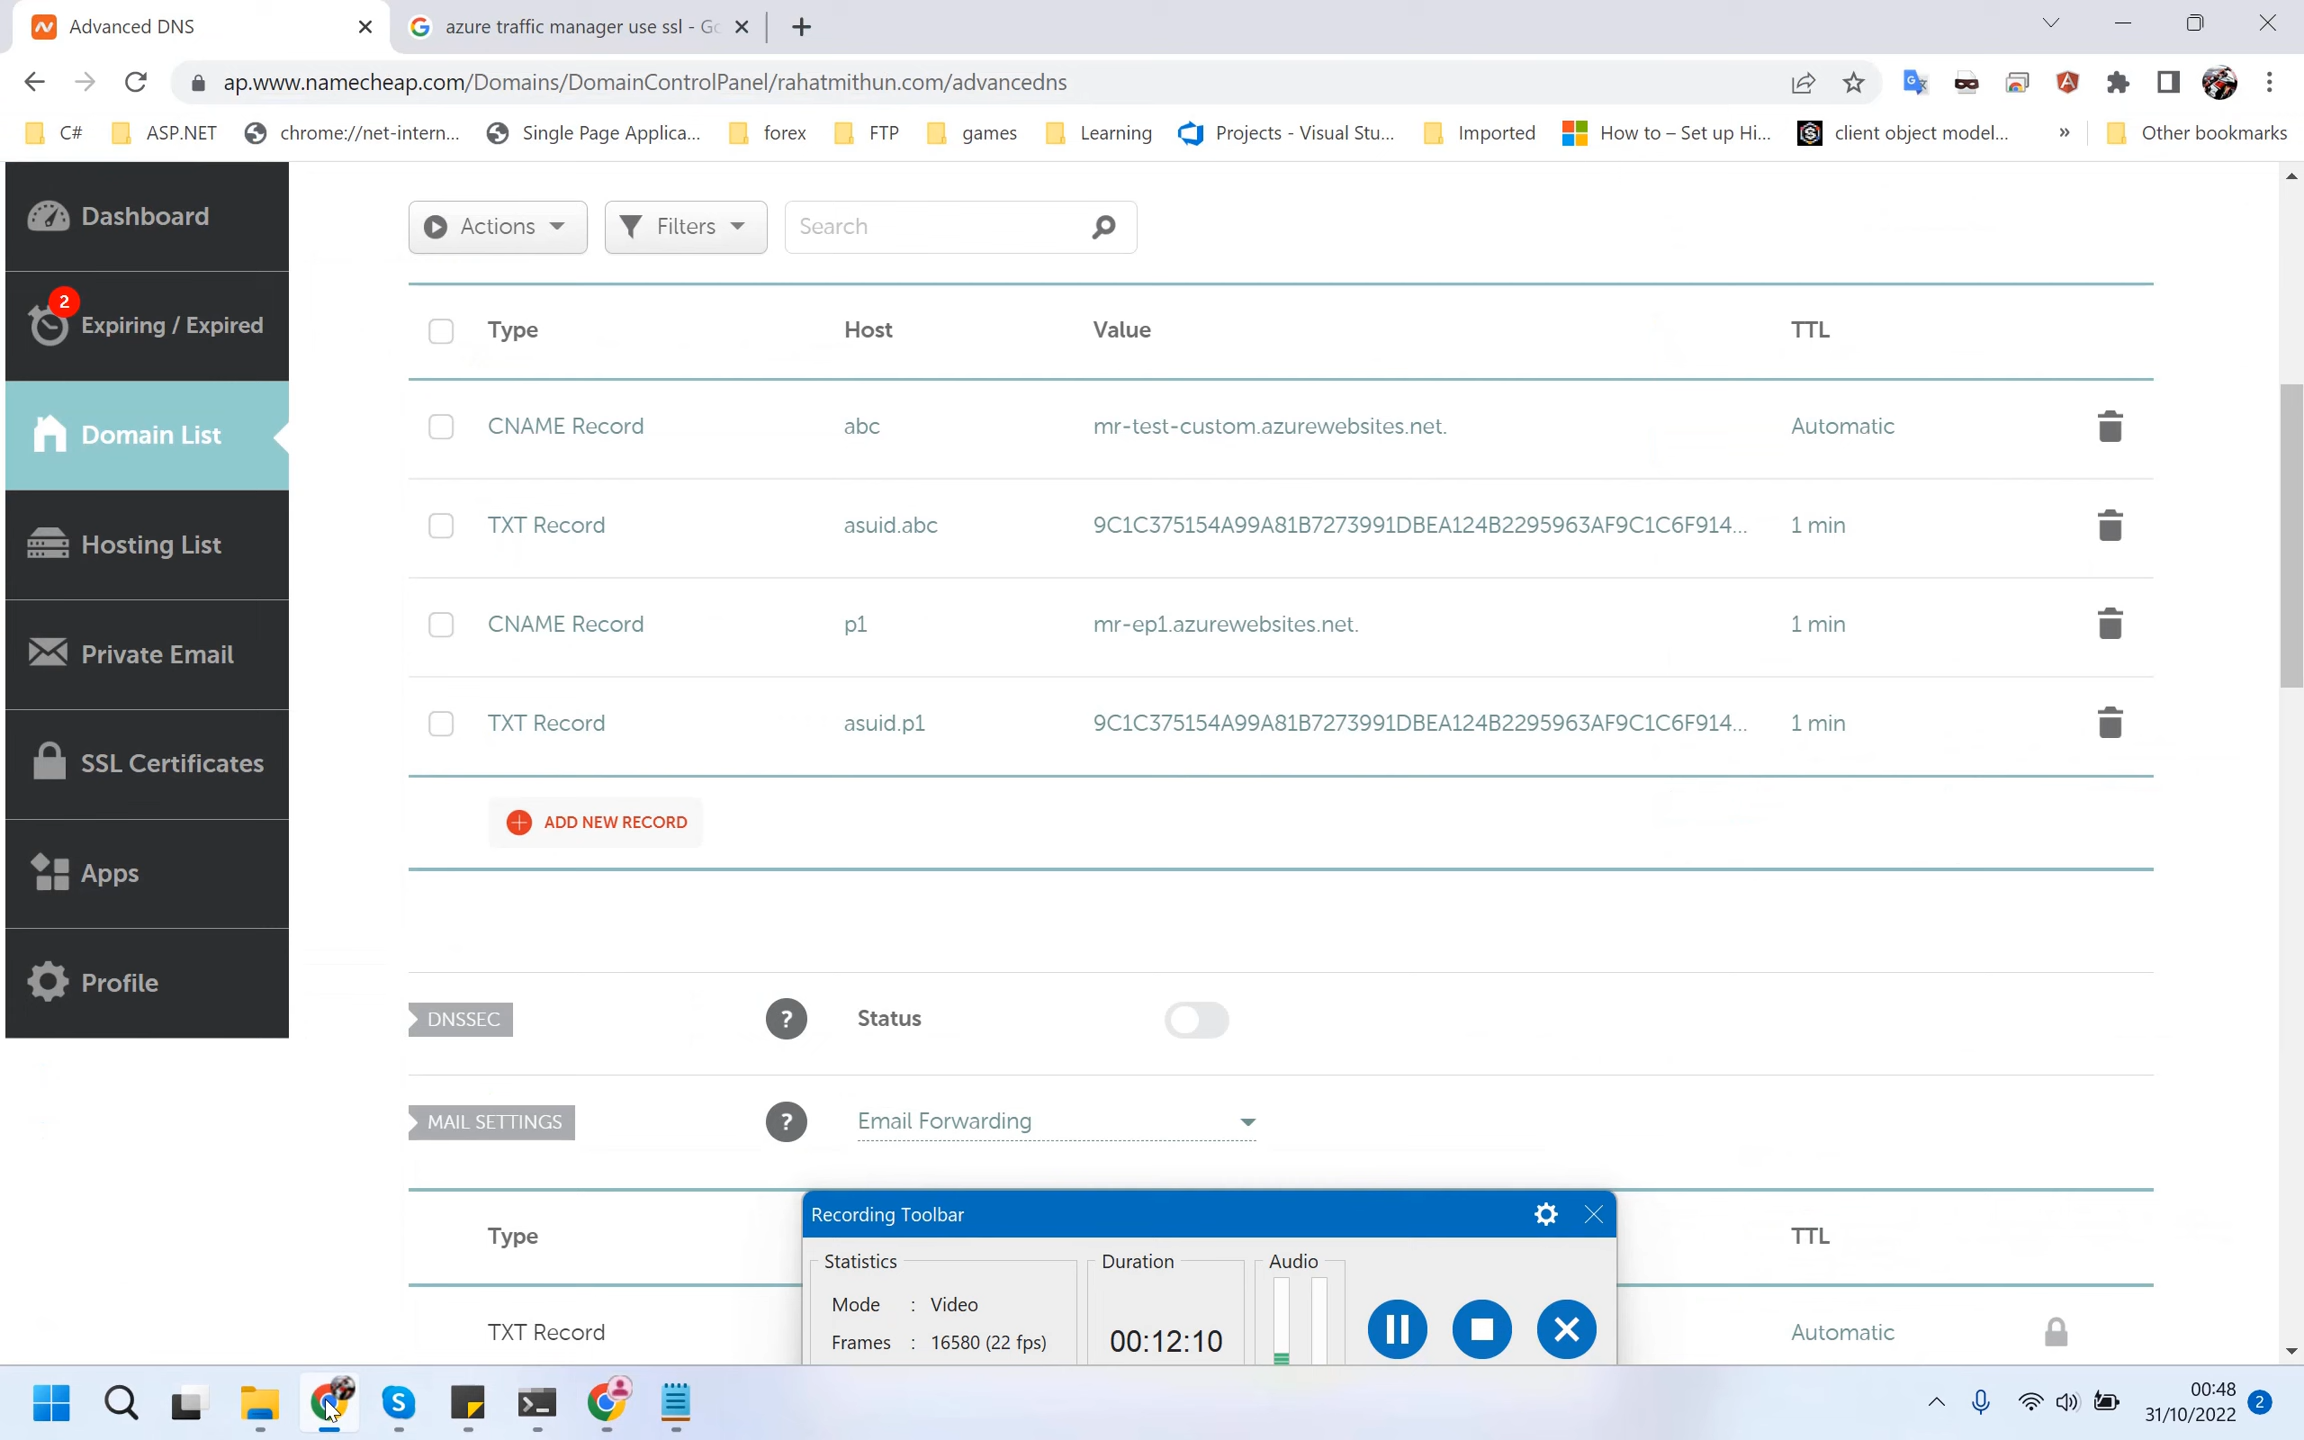 Advanced DNS
azure traffic manager use ssl - Go
ap.www.namecheap.com/Domains/DomainControlPanel/rahatmithun.com/advancedns
C# ASP.NET chrome://net-intern... Single Page Applica... forex FTP games Learning Projects - Visual Stu... Imported How to – Set up Hi... client object model... » Other bookmarks
Dashboard
2
Expiring / Expired
Domain List
Hosting List
Private Email
SSL Certificates
Apps
Profile
Actions Filters Search
Type Host Value TTL
CNAME Record abc mr-test-custom.azurewebsites.net. Automatic
TXT Record asuid.abc 9C1C375154A99A81B7273991DBEA124B2295963AF9C1C6F914... 1 min
CNAME Record p1 mr-ep1.azurewebsites.net. 1 min
TXT Record asuid.p1 9C1C375154A99A81B7273991DBEA124B2295963AF9C1C6F914... 1 min
ADD NEW RECORD
DNSSEC ? Status
MAIL SETTINGS ? Email Forwarding
Type TTL
TXT Record Automatic
Recording Toolbar
Statistics Duration Audio
Mode : Video
Frames : 16580 (22 fps)
00:12:10
00:48
31/10/2022
2